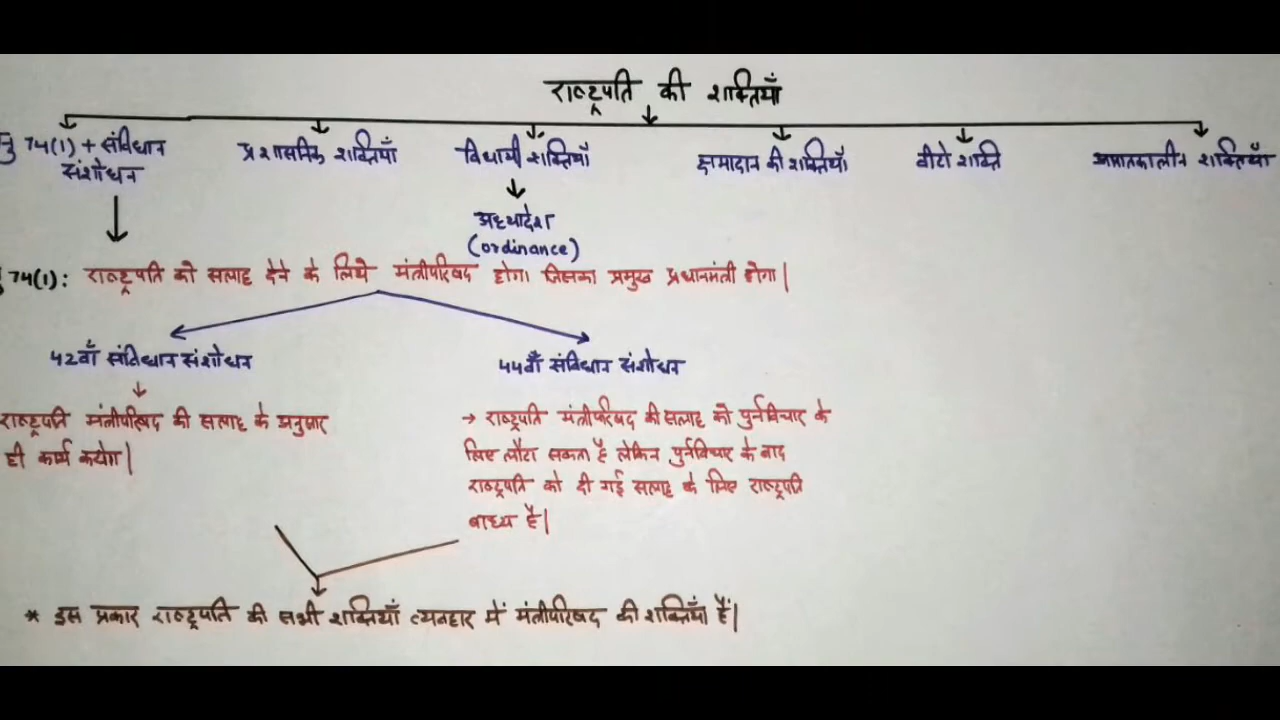 राष्ट्रपति की शक्तियाँ
नु 74(1) + संविधान
संशोधन
प्रशासनिक शक्तियाँ
विधायी शक्तियाँ
क्षमादान की शक्तियाँ
वीटो शक्ति
आपातकालीन शक्तियाँ
अध्यादेश
(ordinance)
नु 74(1): राष्ट्रपति को सलाह देने के लिये मंत्रीपरिषद होगा जिसका प्रमुख प्रधानमंत्री होगा|
42वाँ संविधान संशोधन
44वाँ संविधान संशोधन
राष्ट्रपति मंत्रीपरिषद की सलाह के अनुसार
ही कार्य करेगा|
→ राष्ट्रपति मंत्रीपरिषद की सलाह को पुर्नविचार के
लिए लौटा सकता है लेकिन पुर्नविचार के बाद
राष्ट्रपति को दी गई सलाह के लिए राष्ट्रपति
बाध्य है|
* इस प्रकार राष्ट्रपति की सभी शक्तियाँ व्यवहार में मंत्रीपरिषद की शक्तियाँ हैं|